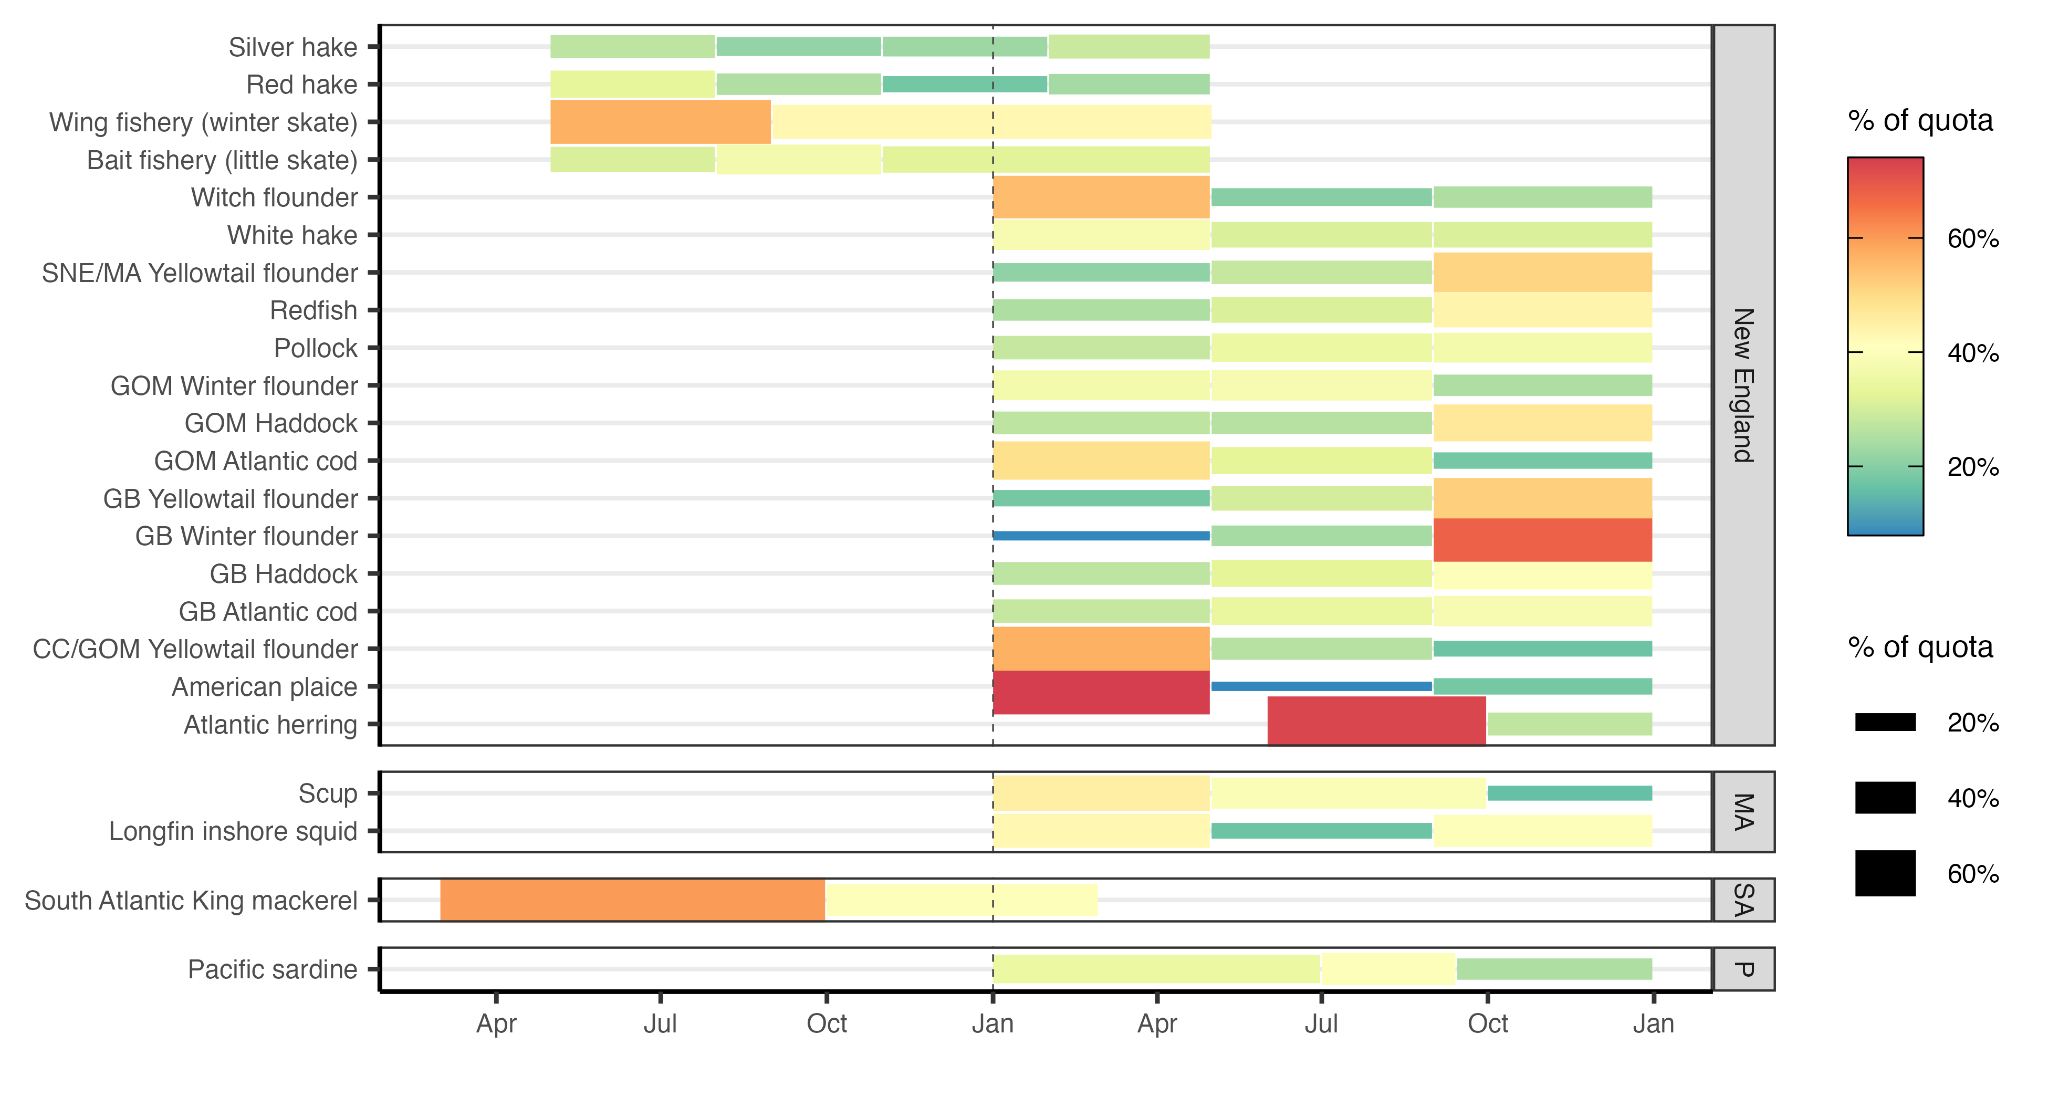 Silver hake
Red hake
Wing fishery (winter skate)
Bait fishery (little skate)
Witch flounder
White hake
SNE/MA Yellowtail flounder
Redfish
Pollock
GOM Winter flounder
GOM Haddock
GOM Atlantic cod
GB Yellowtail flounder
GB Winter flounder
GB Haddock
GB Atlantic cod
CC/GOM Yellowtail flounder
American plaice
Atlantic herring
New England
Scup
Longfin inshore squid
MA
South Atlantic King mackerel
SA
Pacific sardine
P
Apr Jul Oct Jan Apr Jul Oct Jan
% of quota
60%
40%
20%
% of quota
20%
40%
60%